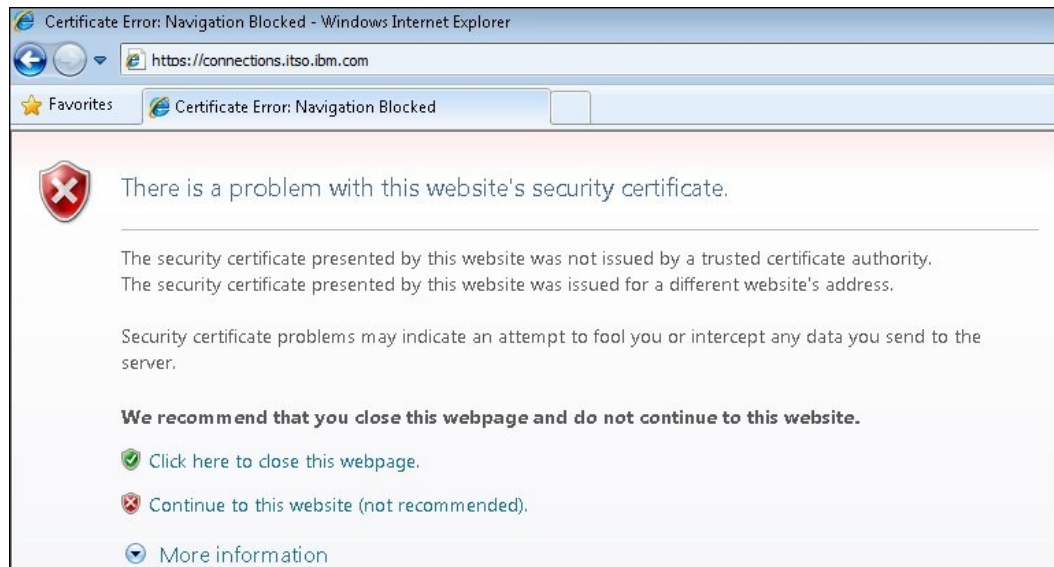 Certificate Error: Navigation Blocked - Windows Internet Explorer
https://connections.itso.ibm.com
Favorites
Certificate Error: Navigation Blocked
There is a problem with this website's security certificate.
The security certificate presented by this website was not issued by a trusted certificate authority.
The security certificate presented by this website was issued for a different website's address.
Security certificate problems may indicate an attempt to fool you or intercept any data you send to the
server.
We recommend that you close this webpage and do not continue to this website.
Click here to close this webpage.
Continue to this website (not recommended).
More information